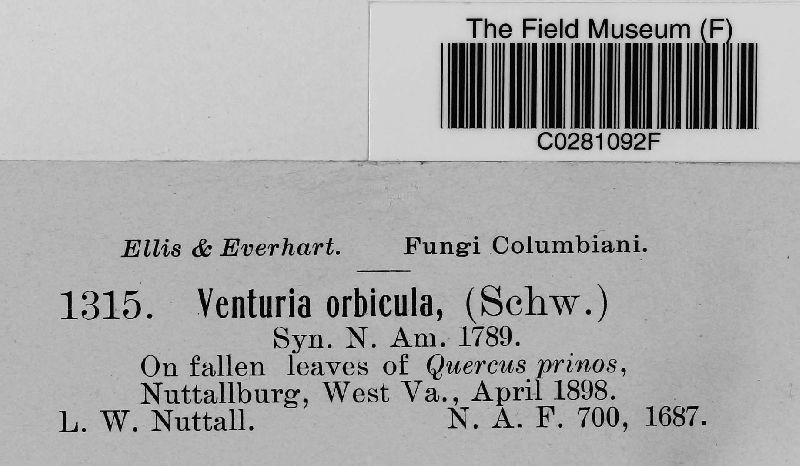 The Field Museum (F)
C0281092F
Ellis & Everhart. Fungi Columbiani.
1315. Venturia orbicula, (Schw.)
Syn. N. Am. 1789.
On fallen leaves of Quercus prinos,
Nuttallburg, West Va., April 1898.
L. W. Nuttall. N. A. F. 700, 1687.